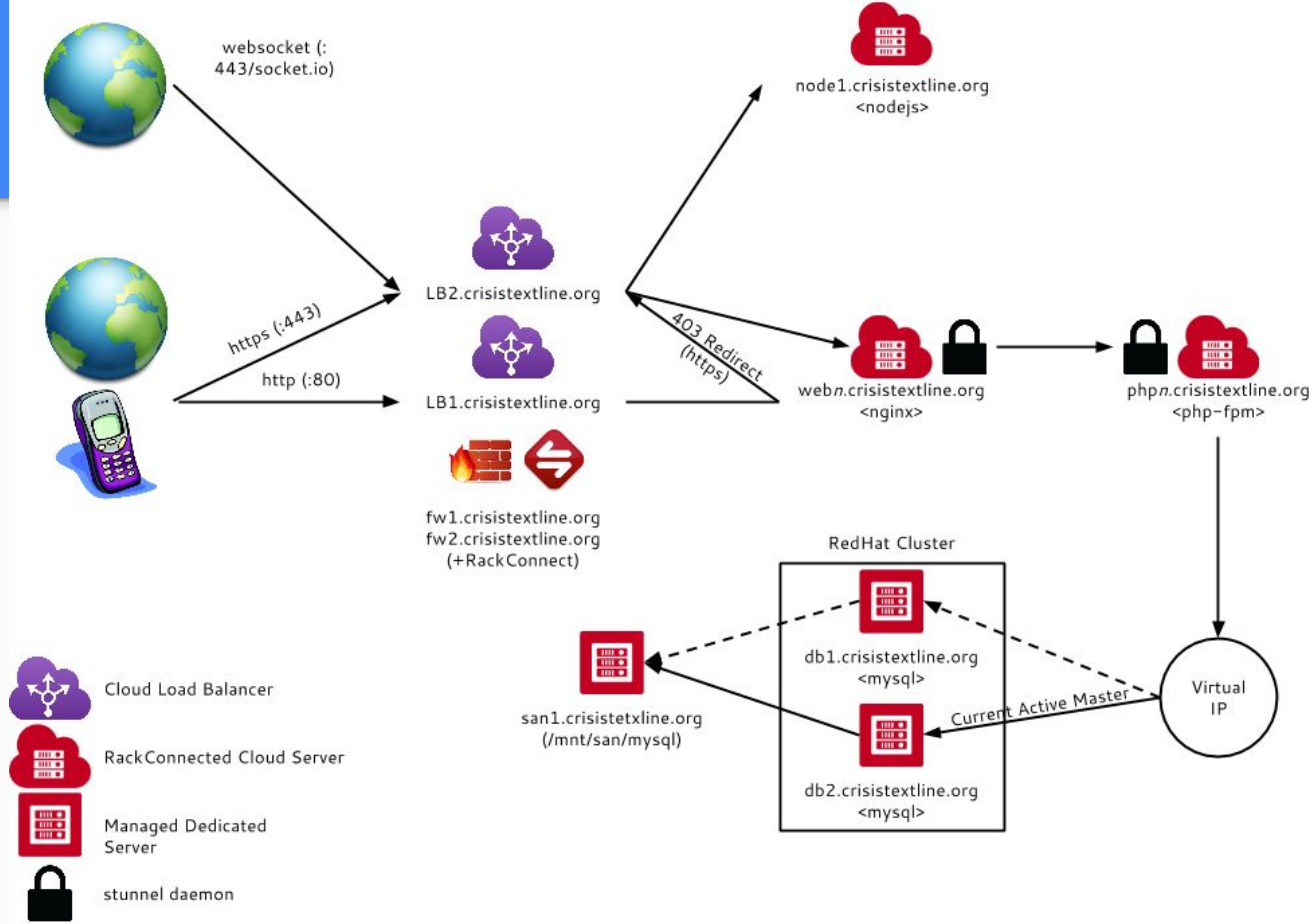 websocket (:
443/socket.io)
node1.crisistextline.org
<nodejs>
LB2.crisistextline.org
https (:443)
403 Redirect
(https)
http (:80)
LB1.crisistextline.org
webn.crisistextline.org
<nginx>
phpn.crisistextline.org
<php-fpm>
fw1.crisistextline.org
fw2.crisistextline.org
(+RackConnect)
RedHat Cluster
db1.crisistextline.org
<mysql>
Current Active Master
Virtual
IP
san1.crisistetxline.org
(/mnt/san/mysql)
db2.crisistextline.org
<mysql>
Cloud Load Balancer
RackConnected Cloud Server
Managed Dedicated
Server
stunnel daemon